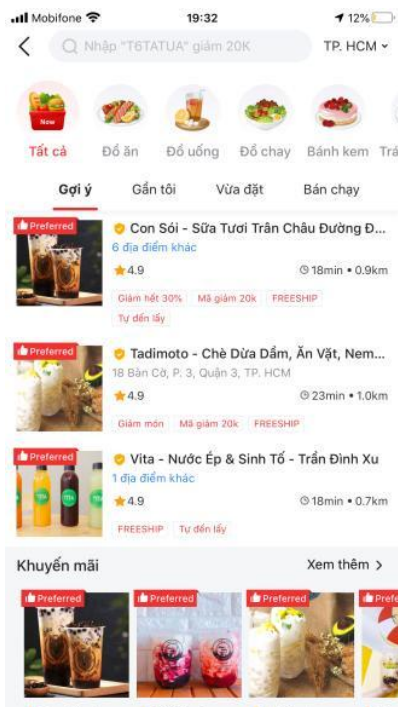 Mobifone 19:32 12%
Nhập "T6TATUA" giảm 20K TP. HCM
Now
Tất cả Đồ ăn Đồ uống Đồ chay Bánh kem Trá
Gợi ý Gần tôi Vừa đặt Bán chạy
Preferred
Con Sói - Sữa Tươi Trân Châu Đường Đ...
6 địa điểm khác
4.9 18min • 0.9km
Giảm hết 30% Mã giảm 20k FREESHIP
Tự đến lấy
Preferred
Tadimoto - Chè Dừa Dầm, Ăn Vặt, Nem...
18 Bàn Cờ, P. 3, Quận 3, TP. HCM
4.9 23min • 1.0km
Giảm món Mã giảm 20k FREESHIP
Preferred
Vita - Nước Ép & Sinh Tố - Trần Đình Xu
1 địa điểm khác
4.9 18min • 0.7km
FREESHIP Tự đến lấy
Khuyến mãi Xem thêm >
Preferred Preferred Preferred Prefe